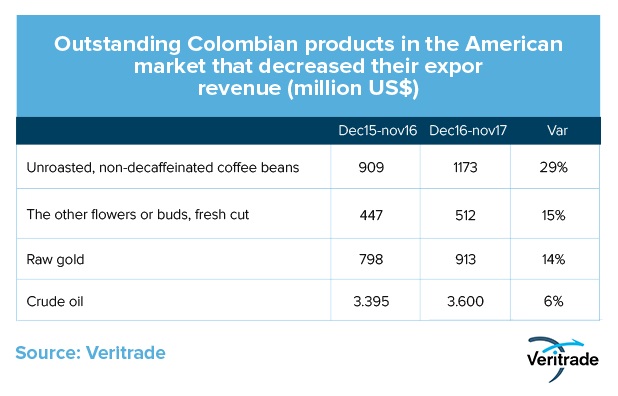 Outstanding Colombian products in the American
market that decreased their expor
revenue (million US$)
Dec15-nov16 Dec16-nov17 Var
Unroasted, non-decaffeinated coffee beans 909 1173 29%
The other flowers or buds, fresh cut 447 512 15%
Raw gold 798 913 14%
Crude oil 3.395 3.600 6%
Source: Veritrade
Veritrade